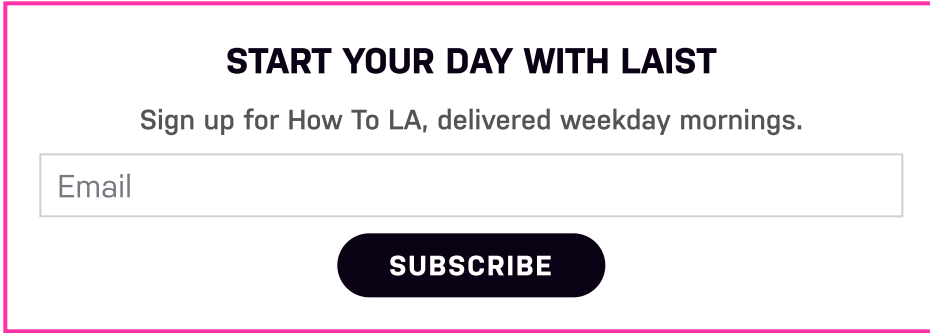 START YOUR DAY WITH LAIST
Sign up for How To LA, delivered weekday mornings.
Email
SUBSCRIBE